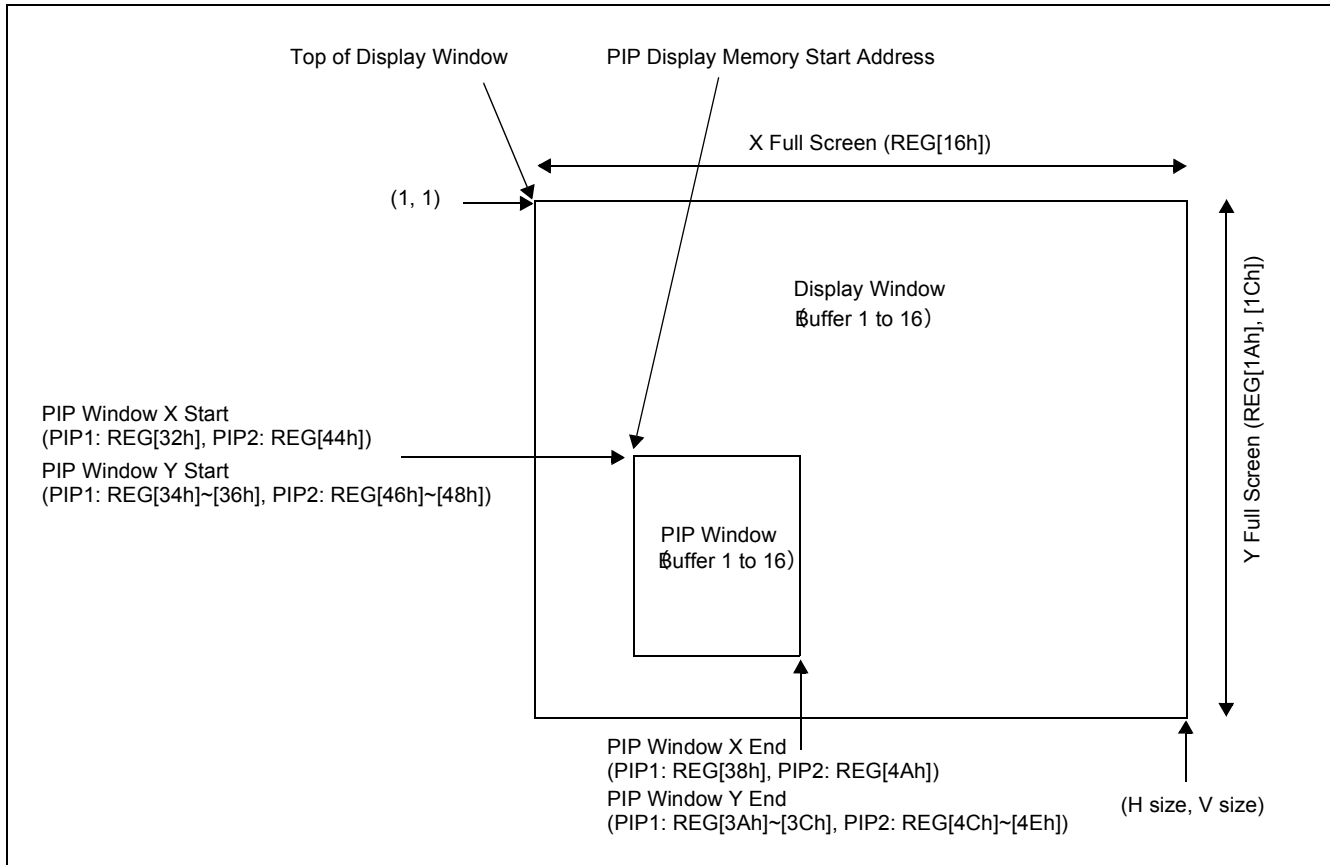 Top of Display Window
PIP Display Memory Start Address
X Full Screen (REG[16h])
(1, 1)
Y Full Screen (REG[1Ah], [1Ch])
Display Window
(Buffer 1 to 16)
PIP Window X Start
(PIP1: REG[32h], PIP2: REG[44h])
PIP Window Y Start
(PIP1: REG[34h]~[36h], PIP2: REG[46h]~[48h])
PIP Window
(Buffer 1 to 16)
PIP Window X End
(PIP1: REG[38h], PIP2: REG[4Ah])
PIP Window Y End
(PIP1: REG[3Ah]~[3Ch], PIP2: REG[4Ch]~[4Eh])
(H size, V size)